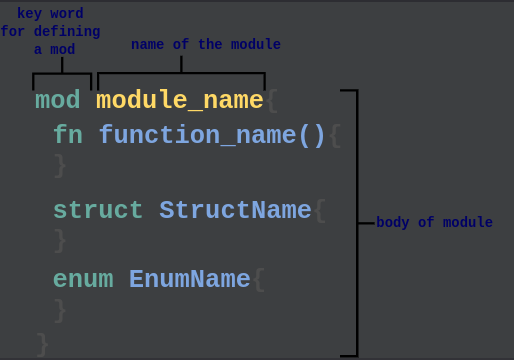 key word
for defining
a mod
name of the module
mod module_name{
fn function_name(){
}
struct StructName{
}
enum EnumName{
}
}
body of module